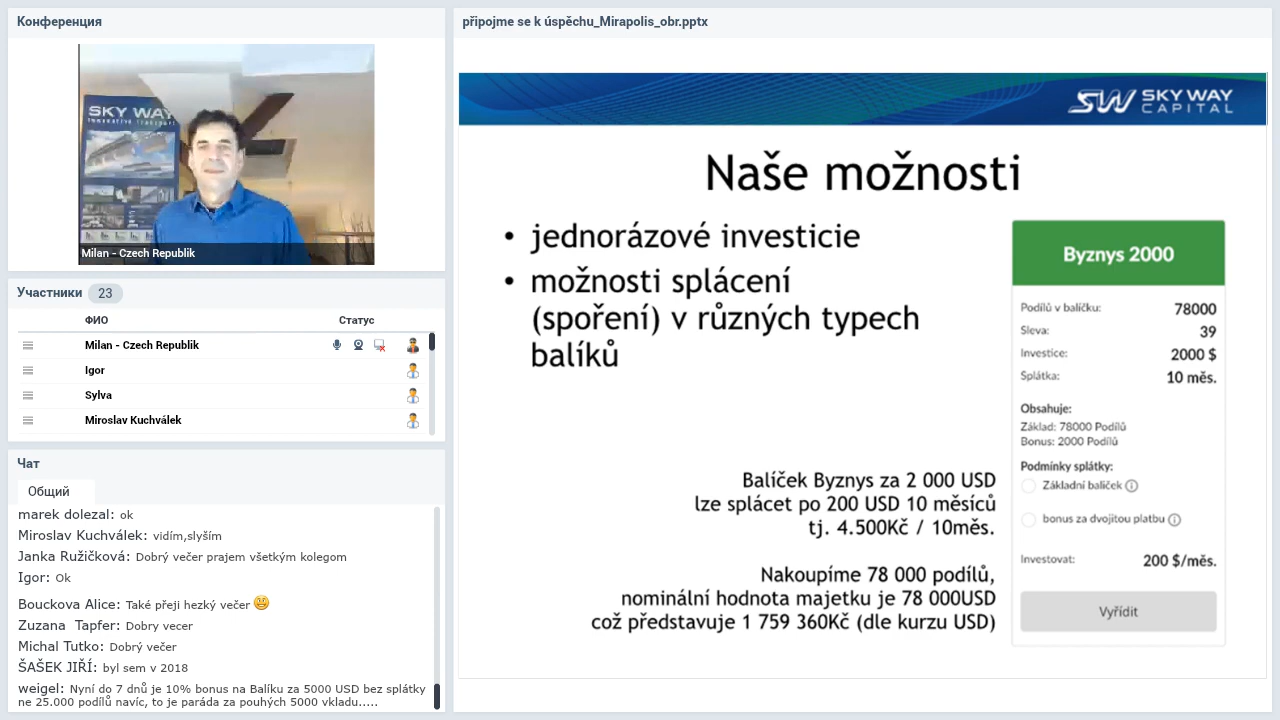 Конференция
SKY WAY
Milan - Czech Republik
Участники 23
ФИО Статус
Milan - Czech Republik
Igor
Sylva
Miroslav Kuchválek
Чат
Общий
marek dolezal: ok
Miroslav Kuchválek: vidím,slyším
Janka Ružičková: Dobrý večer prajem všetkým kolegom
Igor: Ok
Bouckova Alice: Také přeji hezký večer
Zuzana Tapfer: Dobry vecer
Michal Tutko: Dobrý večer
ŠAŠEK JIŘÍ: byl sem v 2018
weigel: Nyní do 7 dnů je 10% bonus na Balíku za 5000 USD bez splátky
ne 25.000 podílů navíc, to je paráda za pouhých 5000 vkladu.....
připojme se k úspěchu_Mirapolis_obr.pptx
SW SKY WAY
CAPITAL
Naše možnosti
• jednorázové investicie
• možnosti splácení
(spoření) v různých typech
balíků
Balíček Byznys za 2 000 USD
lze splácet po 200 USD 10 měsíců
tj. 4.500Kč / 10měs.
Nakoupíme 78 000 podílů,
nominální hodnota majetku je 78 000USD
což představuje 1 759 360Kč (dle kurzu USD)
Byznys 2000
Podílů v balíčku: 78000
Sleva: 39
Investice: 2000 $
Splátka: 10 měs.
Obsahuje:
Základ: 78000 Podílů
Bonus: 2000 Podílů
Podmínky splátky:
Základní balíček
bonus za dvojitou platbu
Investovat: 200 $/měs.
Vyřídit